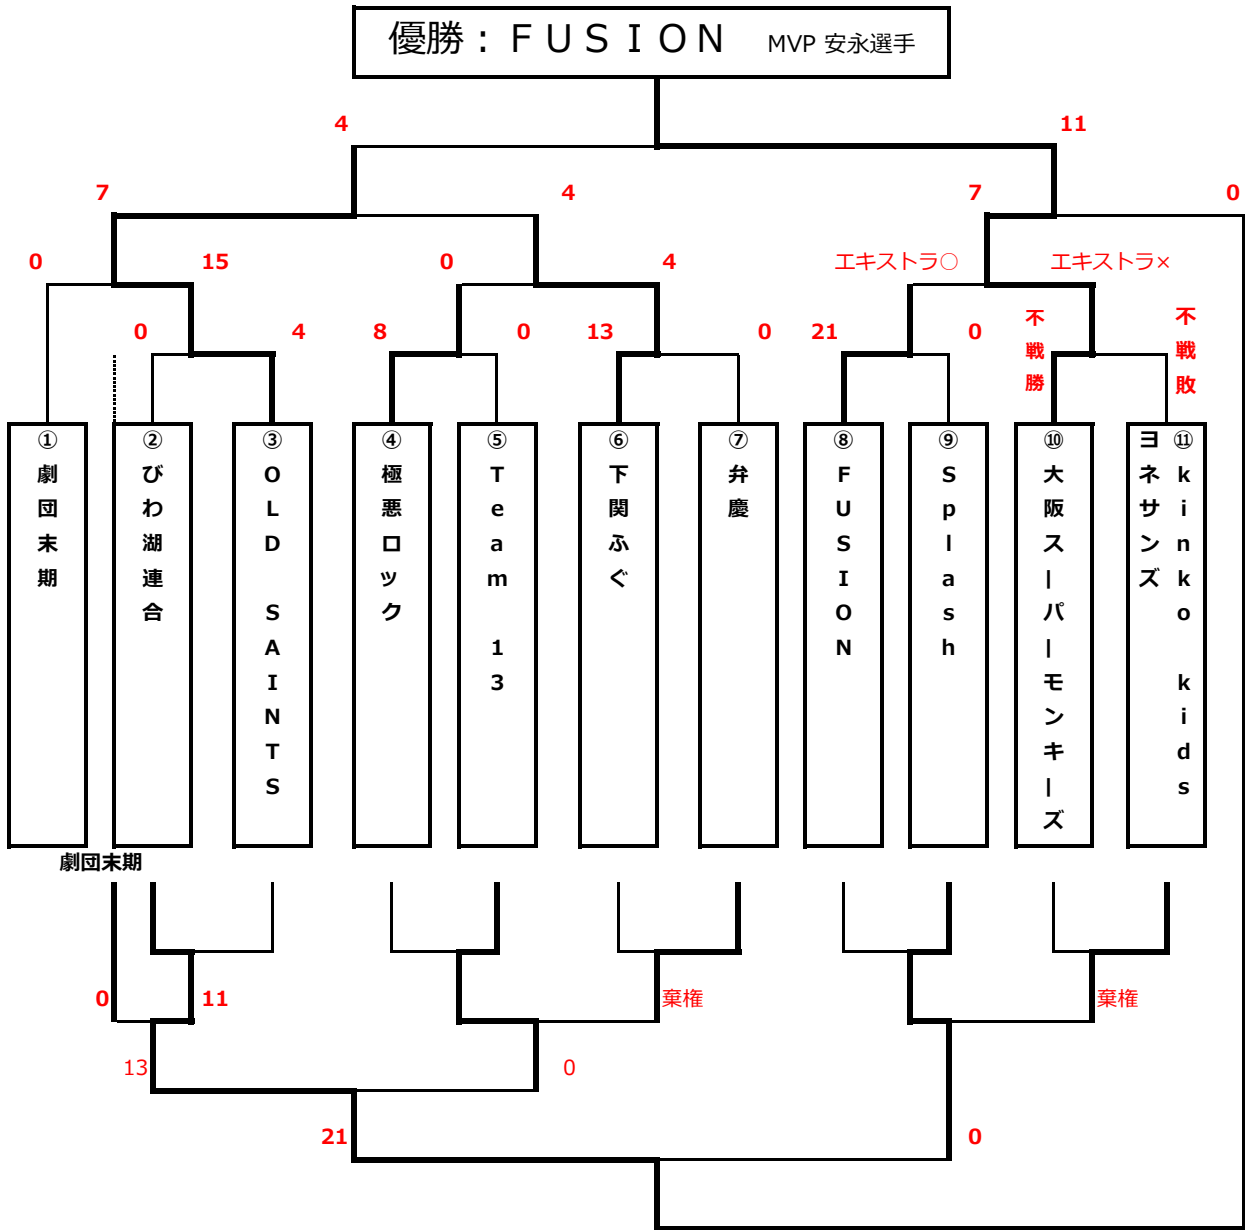 優勝：ＦＵＳＩＯＮ　MVP 安永選手
4 11
7 4 7 0
0 15 0 4 エキストラ○ エキストラ×
0 4 8 0 13 0 21 0 不戦勝 不戦敗
①劇団末期
②びわ湖連合
③OLD SAINTS
④極悪ロック
⑤Team 13
⑥下関ふぐ
⑦弁慶
⑧FUSION
⑨Splash
⑩大阪スーパーモンキーズ
⑪kinko kids
ヨネサンズ
劇団末期
0 11 棄権 棄権
13 0
21 0